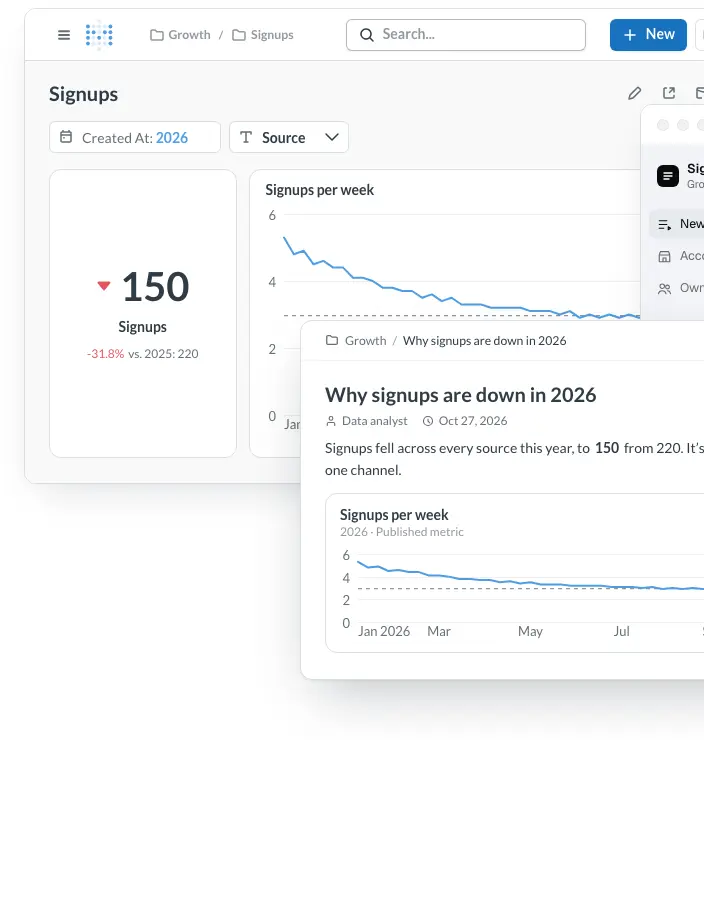 Growth / Signups
Search...
+ New
Signups
Created At: 2026
Source
150
Signups
-31.8% vs. 2025: 220
Signups per week
6
4
2
0
Jan
New
Growth / Why signups are down in 2026
Why signups are down in 2026
Data analyst
Oct 27, 2026
Signups fell across every source this year, to 150 from 220. It's
one channel.
Signups per week
2026 · Published metric
6
4
2
0
Jan 2026
Mar
May
Jul